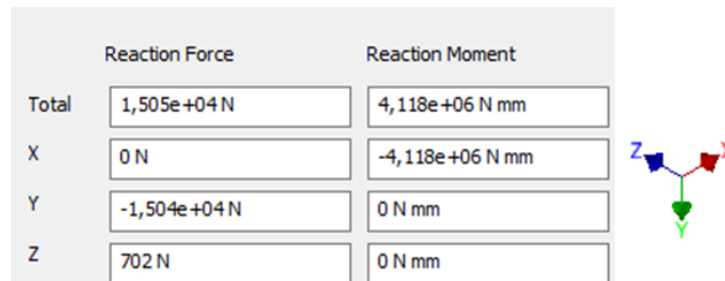 Reaction Force Reaction Moment
Total 1,505e+04 N 4,118e+06 N mm
X 0 N -4,118e+06 N mm
Y -1,504e+04 N 0 N mm
Z 702 N 0 N mm
Z X
Y